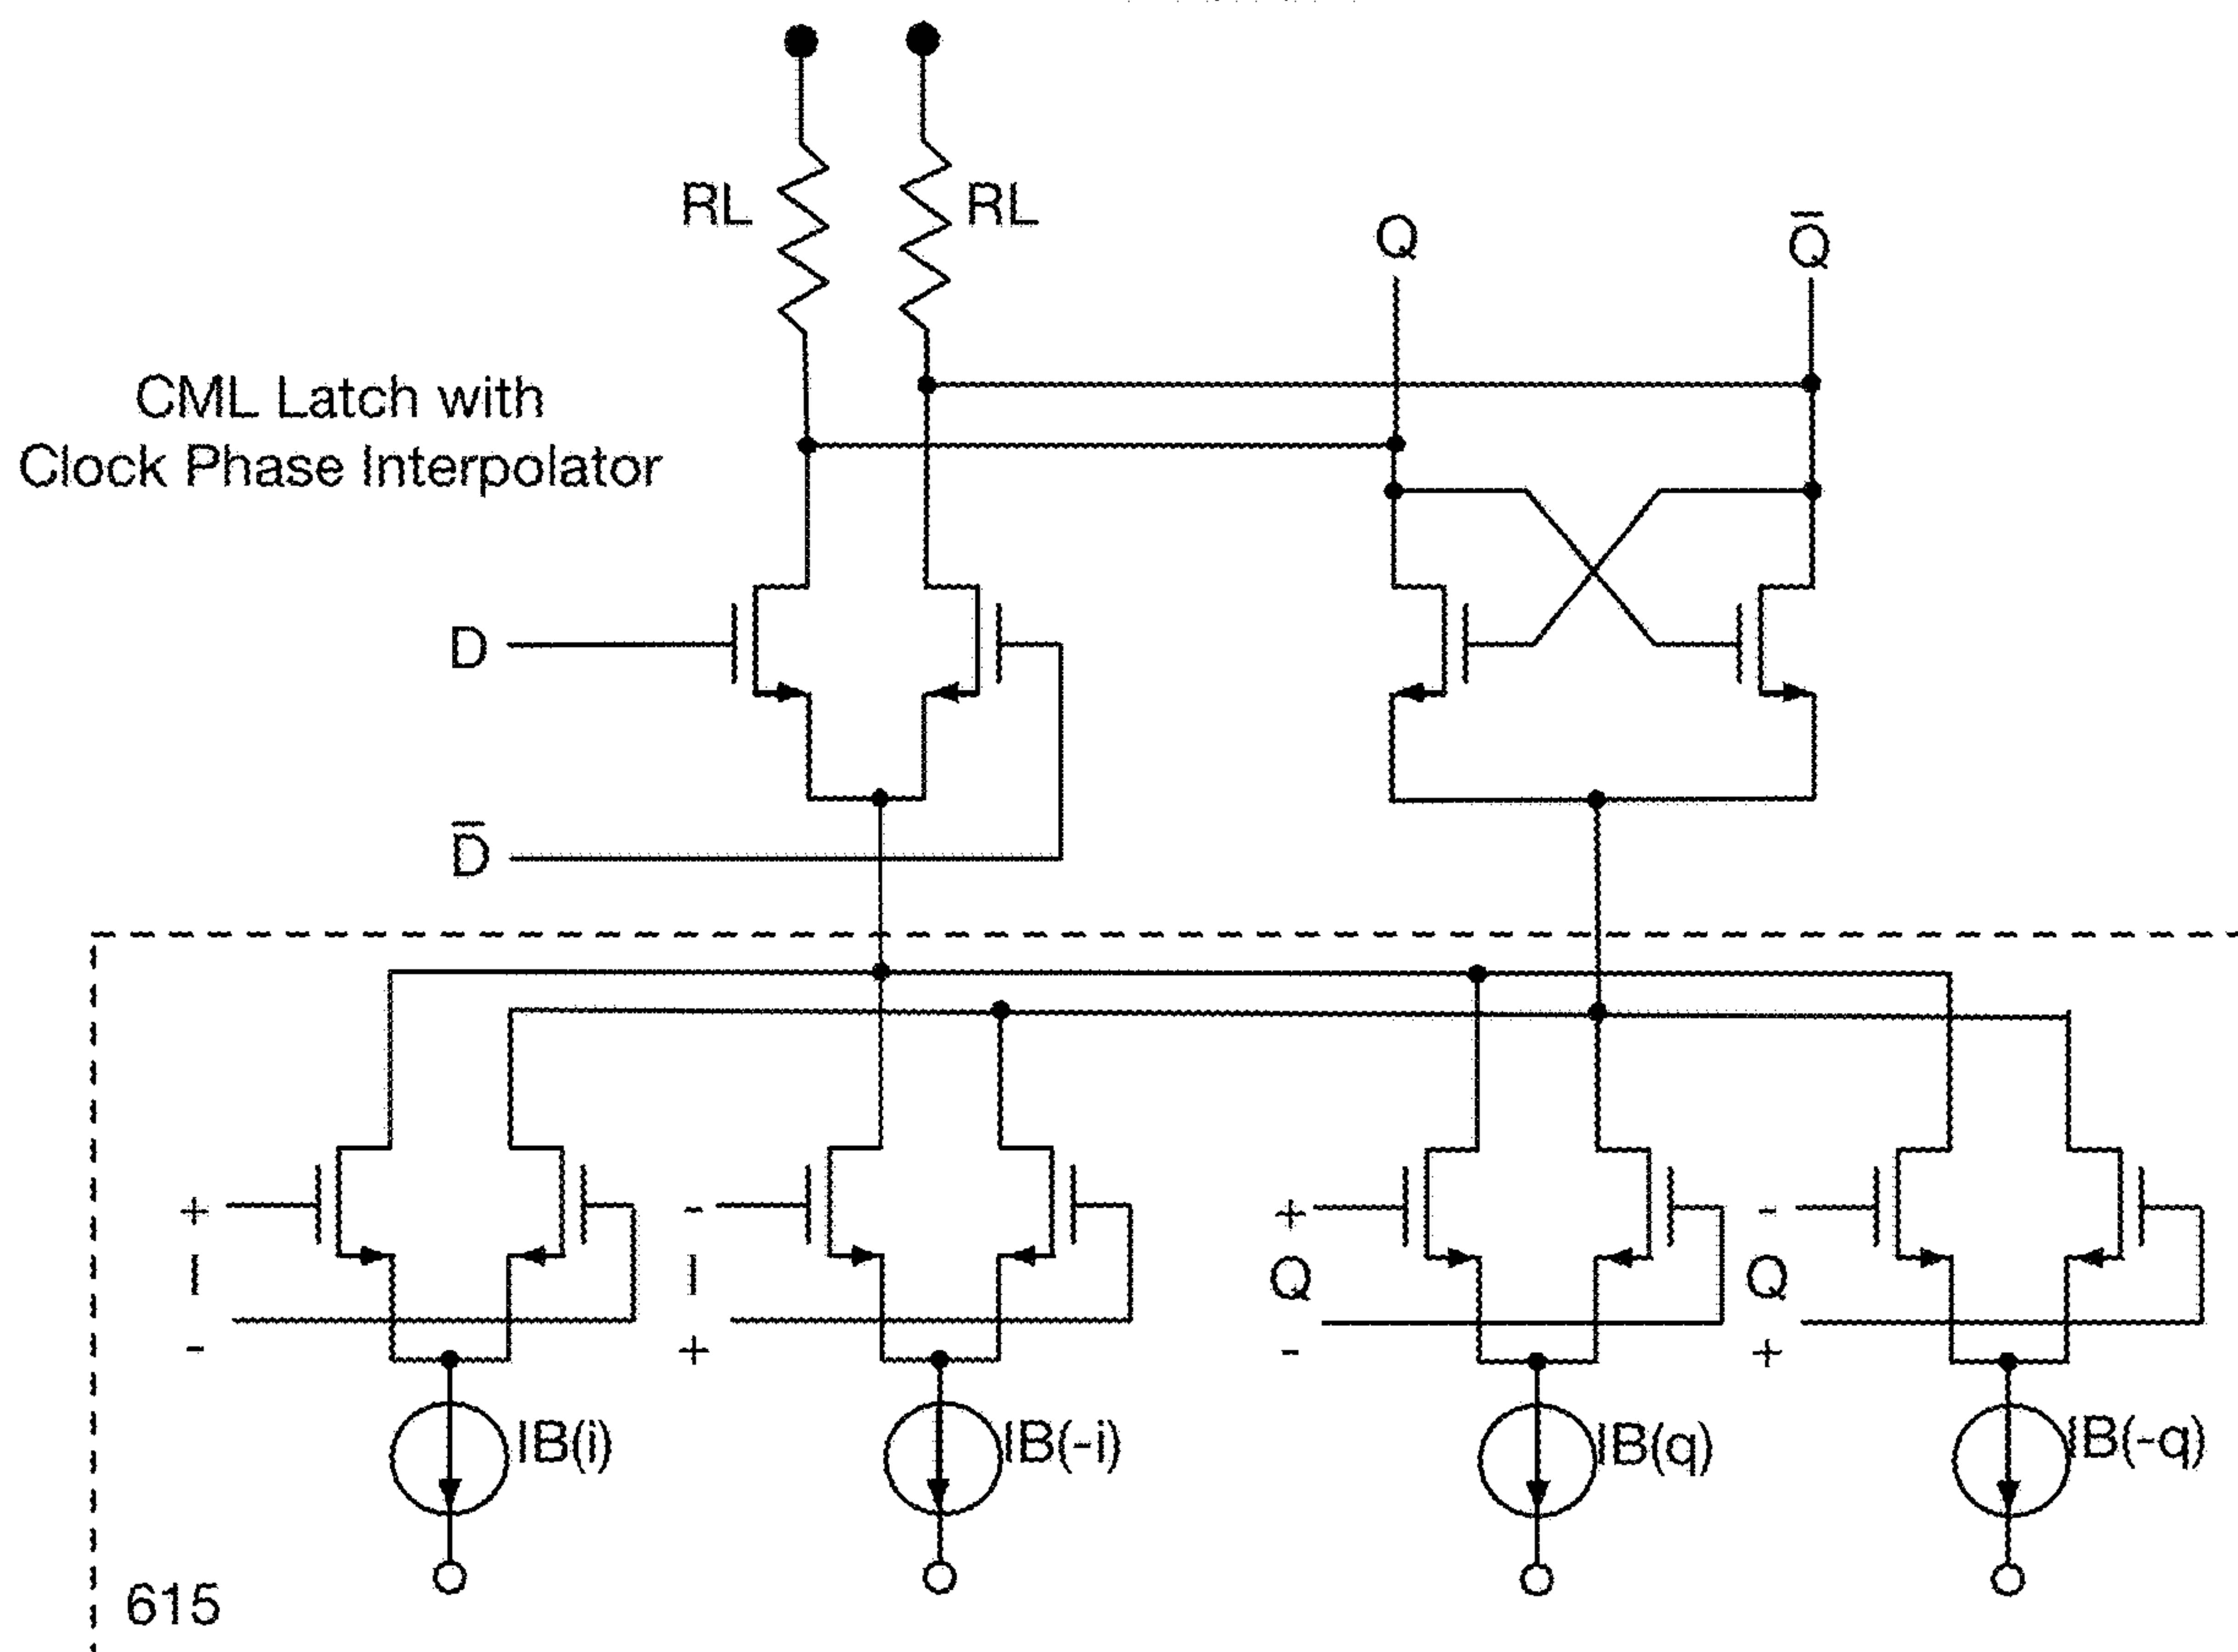 RL RL Q Q̅
CML Latch with
Clock Phase Interpolator
D
D̅
+ - + -
I I Q Q
- + - +
IB(i) IB(-i) IB(q) IB(-q)
615